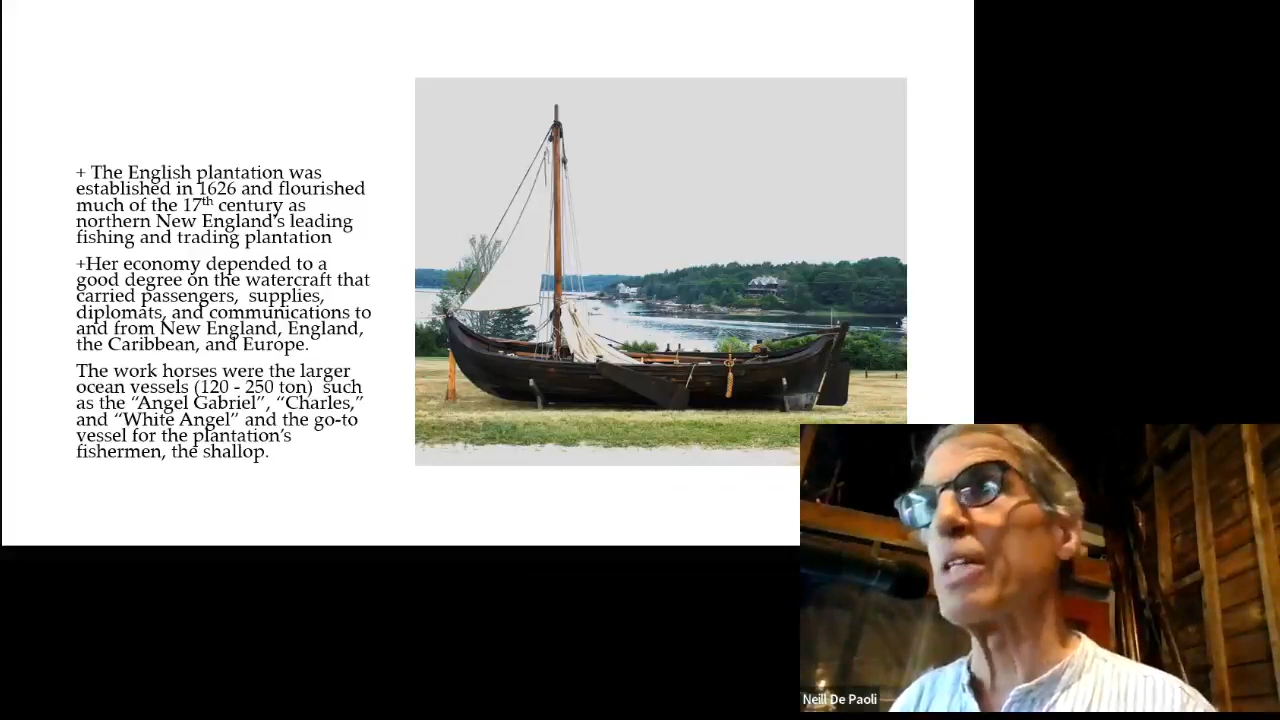 + The English plantation was
established in 1626 and flourished
much of the 17th century as
northern New England's leading
fishing and trading plantation
+Her economy depended to a
good degree on the watercraft that
carried passengers, supplies,
diplomats, and communications to
and from New England, England,
the Caribbean, and Europe.
The work horses were the larger
ocean vessels (120 - 250 ton) such
as the “Angel Gabriel”, “Charles,”
and “White Angel” and the go-to
vessel for the plantation's
fishermen, the shallop.
Neill De Paoli